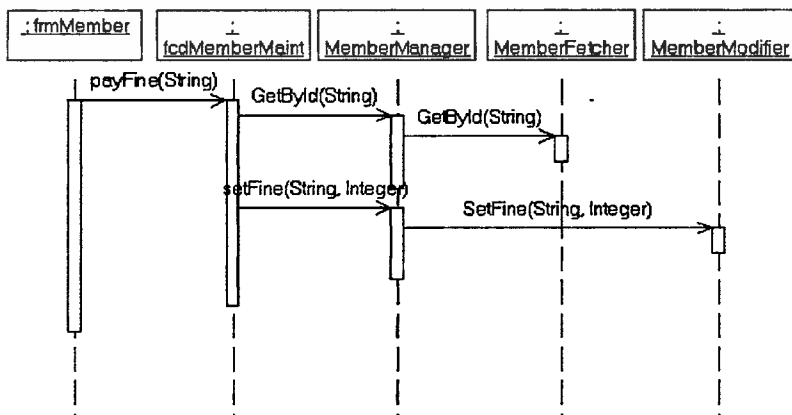 : frmMember
:
fcdMemberMaint
:
MemberManager
:
MemberFetcher
:
MemberModifier
payFine(String)
GetById(String)
GetById(String)
setFine(String, Integer)
SetFine(String, Integer)